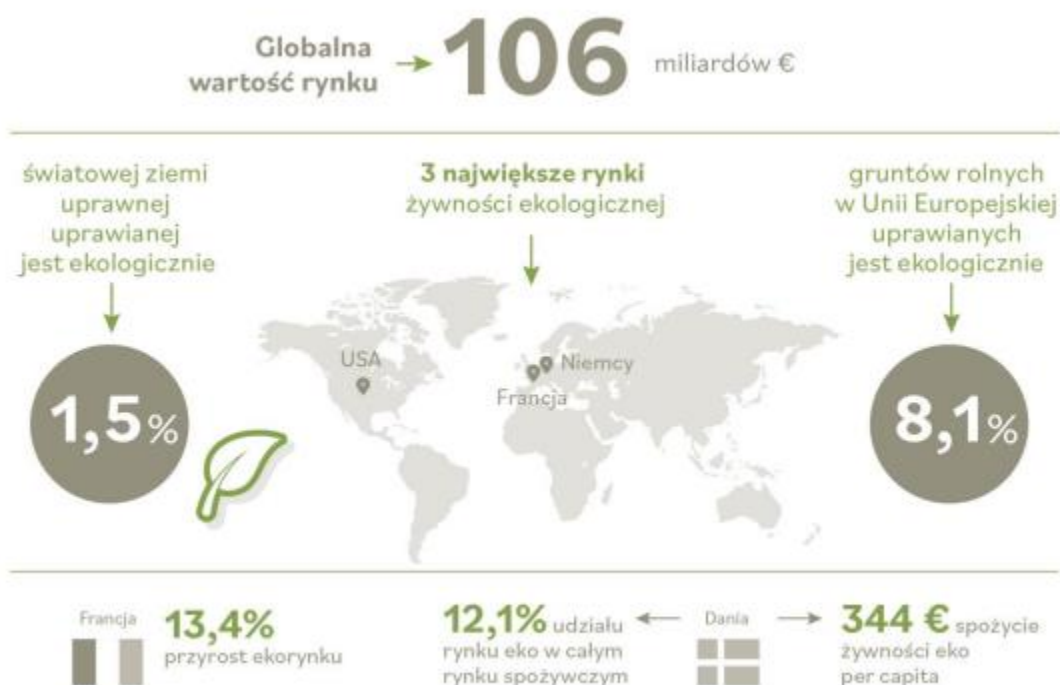 Globalna
wartość rynku
106 miliardów €
światowej ziemi
uprawnej
uprawianej
jest ekologicznie
1,5%
3 największe rynki
żywności ekologicznej
USA
Niemcy
Francja
gruntów rolnych
w Unii Europejskiej
uprawianych
jest ekologicznie
8,1%
Francja
13,4%
przyrost ekorynku
12,1% udziału
rynku eko w całym
rynku spożywczym
Dania
344 € spożycie
żywności eko
per capita